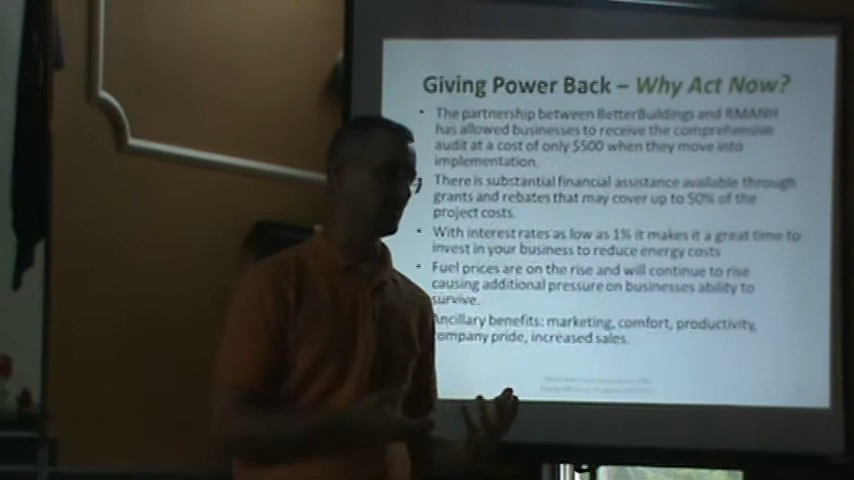 Giving Power Back – Why Act Now?
• The partnership between BetterBuildings and RMANH
has allowed businesses to receive the comprehensive
audit at a cost of only $500 when they move into
implementation.
• There is substantial financial assistance available through
grants and rebates that may cover up to 50% of the
project costs.
• With interest rates as low as 1% it makes it a great time to
invest in your business to reduce energy costs
• Fuel prices are on the rise and will continue to rise
causing additional pressure on businesses ability to
survive.
Ancillary benefits: marketing, comfort, productivity,
ompany pride, increased sales.